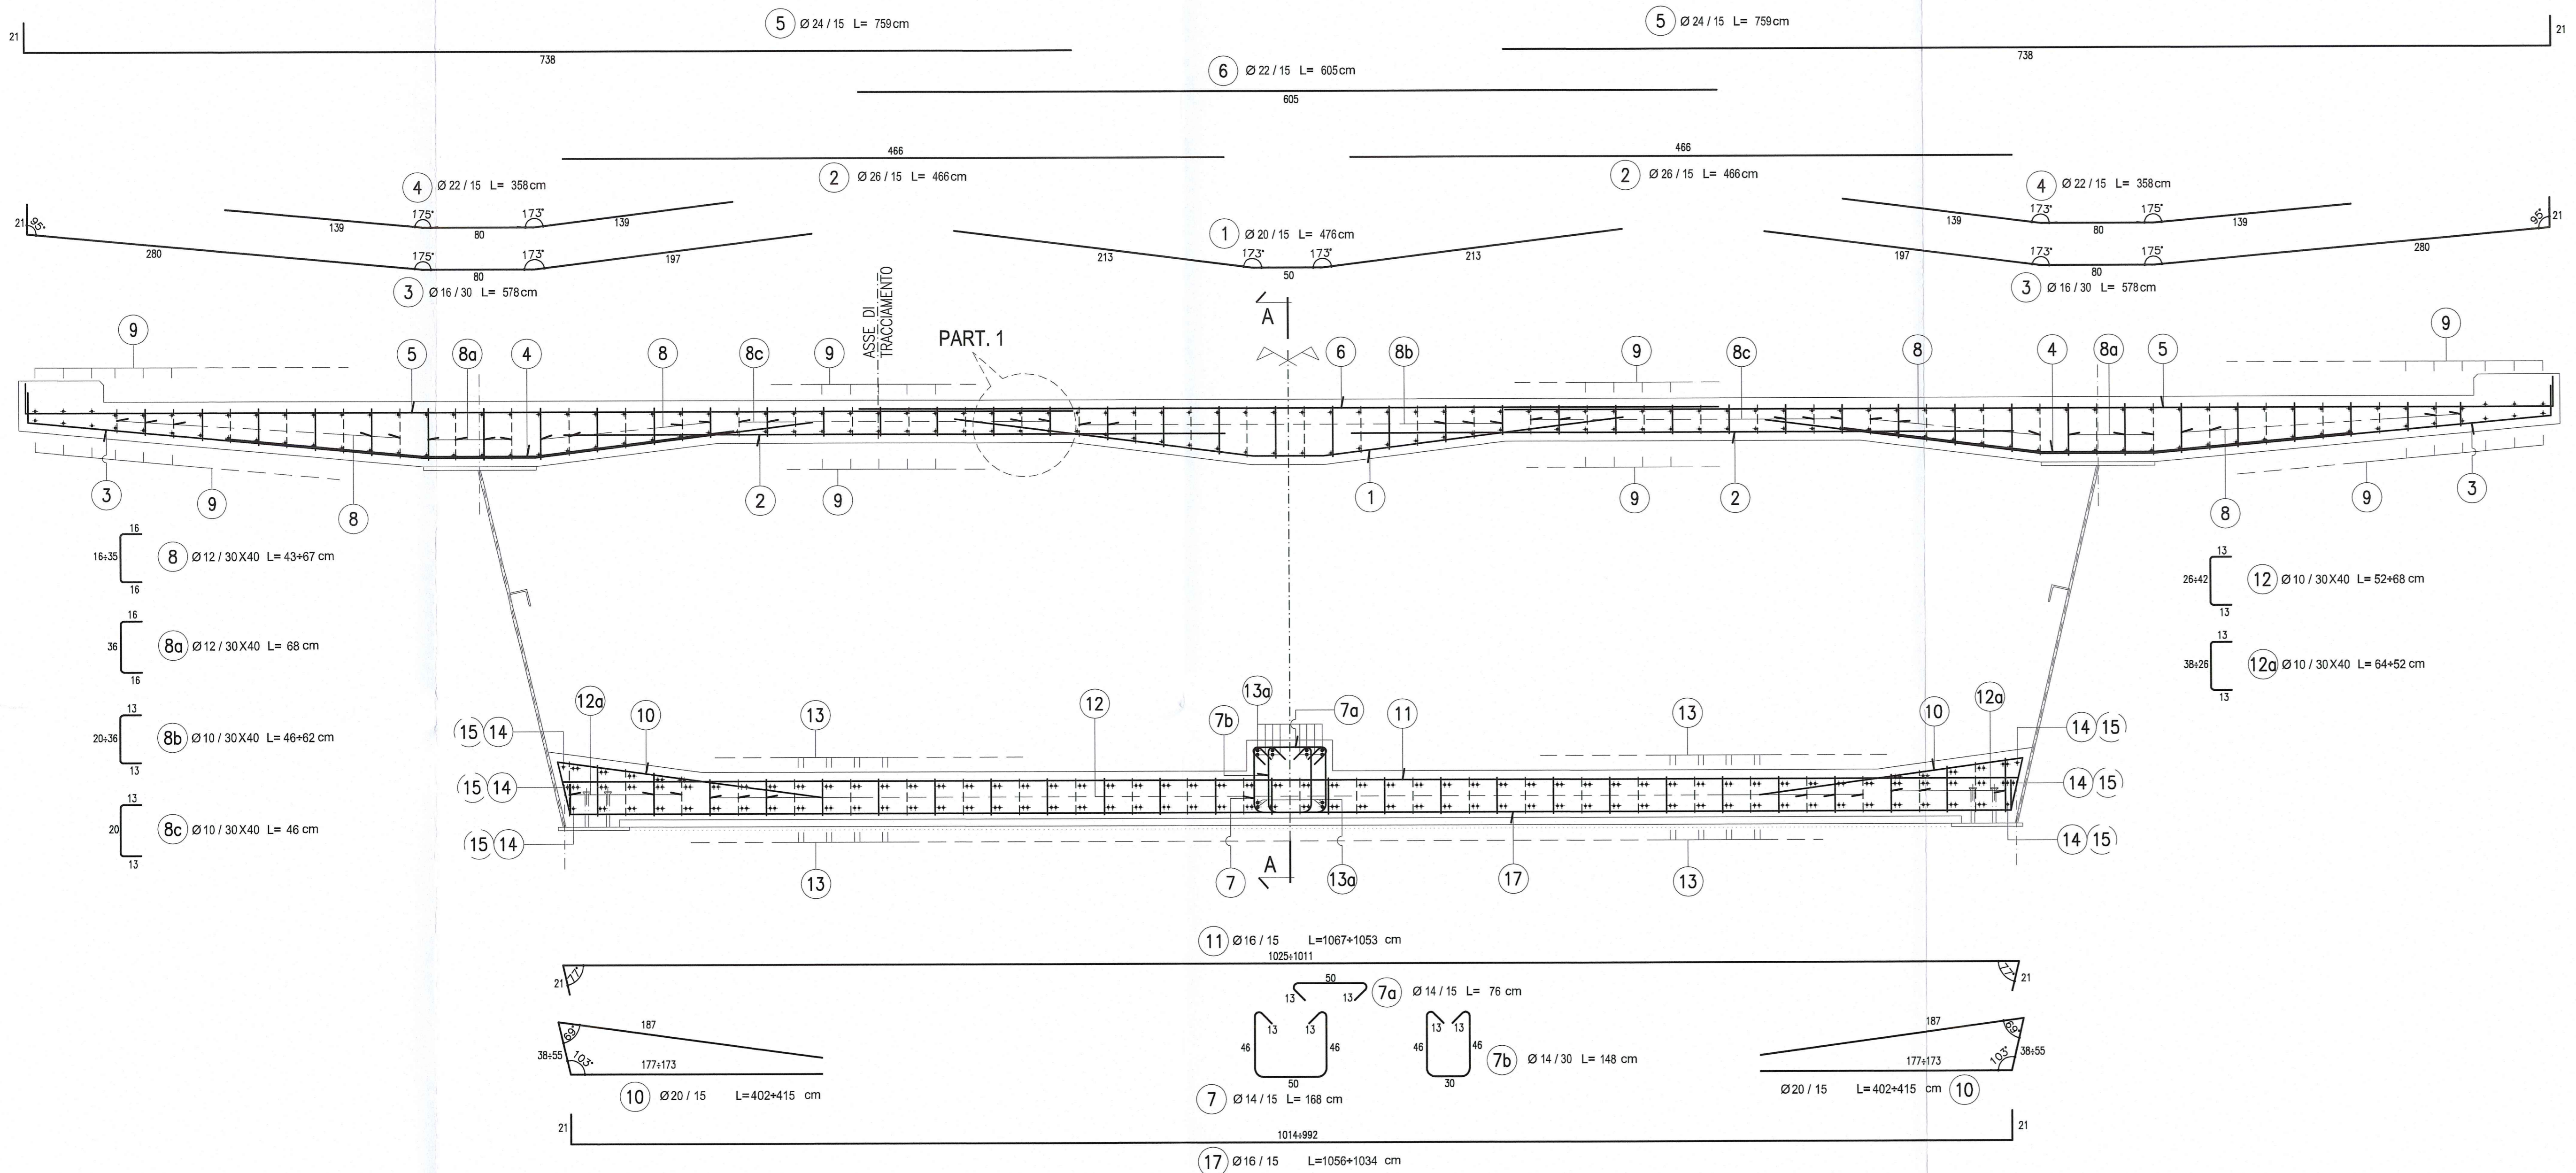 5 Ø 24 / 15 L= 759cm
5 Ø 24 / 15 L= 759cm
21
738
738
21
6 Ø 22 / 15 L= 605cm
605
466
466
2 Ø 26 / 15 L= 466cm
2 Ø 26 / 15 L= 466cm
4 Ø 22 / 15 L= 358cm
4 Ø 22 / 15 L= 358cm
139 175° 80 173° 139
139 173° 80 175° 139
1 Ø 20 / 15 L= 476cm
213 173° 50 173° 213
21 95° 280 175° 80 173° 197
197 173° 80 175° 280 95° 21
3 Ø 16 / 30 L= 578cm
3 Ø 16 / 30 L= 578cm
ASSE DI
TRACCIAMENTO
A
PART. 1
9 5 8a 4 8 8c 9 6 8b 9 8c 8 4 8a 5 9
3 9 8 2 9 1 9 2 8 9 3
16
16÷35
16
8 Ø 12 / 30X40 L= 43÷67 cm
16
36
16
8a Ø 12 / 30X40 L= 68 cm
13
20÷36
13
8b Ø 10 / 30X40 L= 46÷62 cm
13
20
13
8c Ø 10 / 30X40 L= 46 cm
13
26÷42
13
12 Ø 10 / 30X40 L= 52÷68 cm
13
38÷26
13
12a Ø 10 / 30X40 L= 64÷52 cm
15 14 12a 10 13 12 7b 13a 7a 11 13 10 12a 14 15
15 14
14 15
15 14
14 15
13 7 A 13a 17 13
11 Ø 16 / 15 L=1067÷1053 cm
1025÷1011
21 77°
77° 21
50
13 13
7a Ø 14 / 15 L= 76 cm
187
69°
38÷55
103°
177÷173
10 Ø 20 / 15 L=402÷415 cm
13 13
46 46
50
7 Ø 14 / 15 L= 168 cm
13 13
46 46
30
7b Ø 14 / 30 L= 148 cm
187
69°
38÷55
103°
177÷173
Ø 20 / 15 L=402÷415 cm 10
21
1014÷992
21
17 Ø 16 / 15 L=1056÷1034 cm